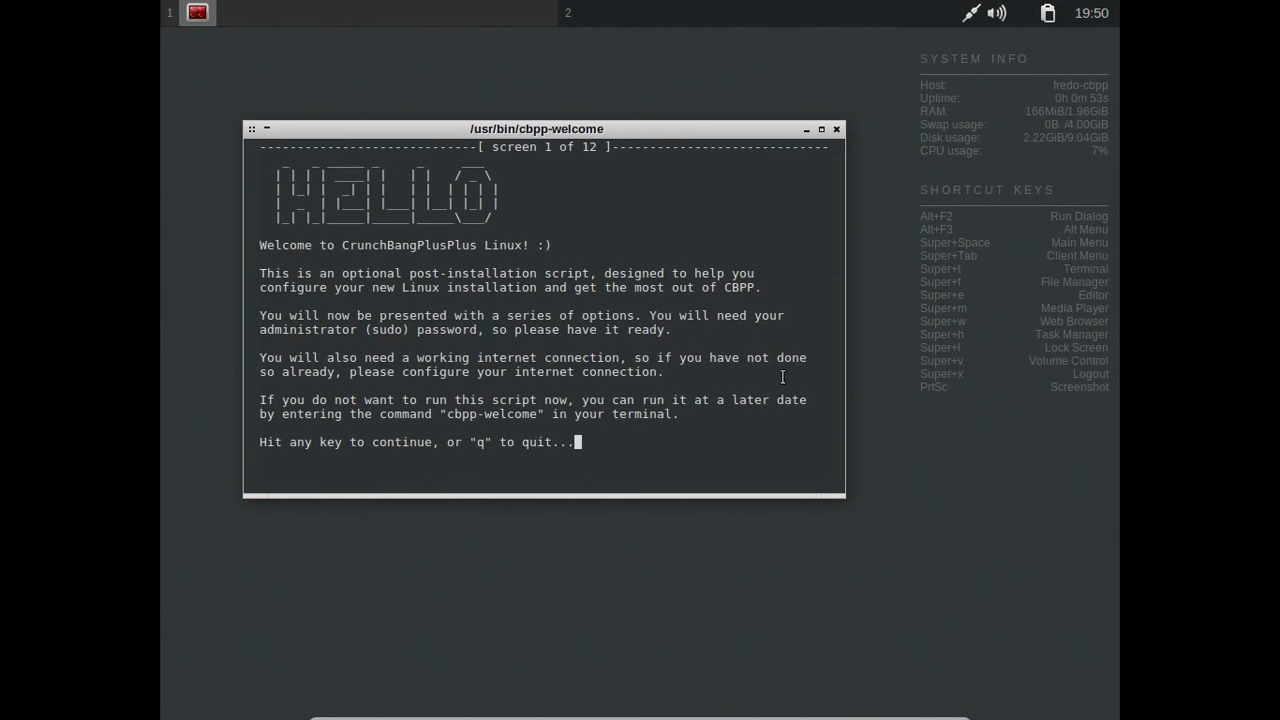 1
2
19:50
/usr/bin/cbpp-welcome
-----------------------------[ screen 1 of 12 ]-----------------------------
HELLO
Welcome to CrunchBangPlusPlus Linux! :)
This is an optional post-installation script, designed to help you
configure your new Linux installation and get the most out of CBPP.
You will now be presented with a series of options. You will need your
administrator (sudo) password, so please have it ready.
You will also need a working internet connection, so if you have not done
so already, please configure your internet connection.
If you do not want to run this script now, you can run it at a later date
by entering the command "cbpp-welcome" in your terminal.
Hit any key to continue, or "q" to quit...
SYSTEM INFO
Host: fredo-cbpp
Uptime: 0h 0m 53s
RAM: 166MiB/1.96GiB
Swap usage: 0B /4.00GiB
Disk usage: 2.22GiB/9.04GiB
CPU usage: 7%
SHORTCUT KEYS
Alt+F2 Run Dialog
Alt+F3 Alt Menu
Super+Space Main Menu
Super+Tab Client Menu
Super+t Terminal
Super+f File Manager
Super+e Editor
Super+m Media Player
Super+w Web Browser
Super+h Task Manager
Super+l Lock Screen
Super+v Volume Control
Super+x Logout
PrtSc Screenshot